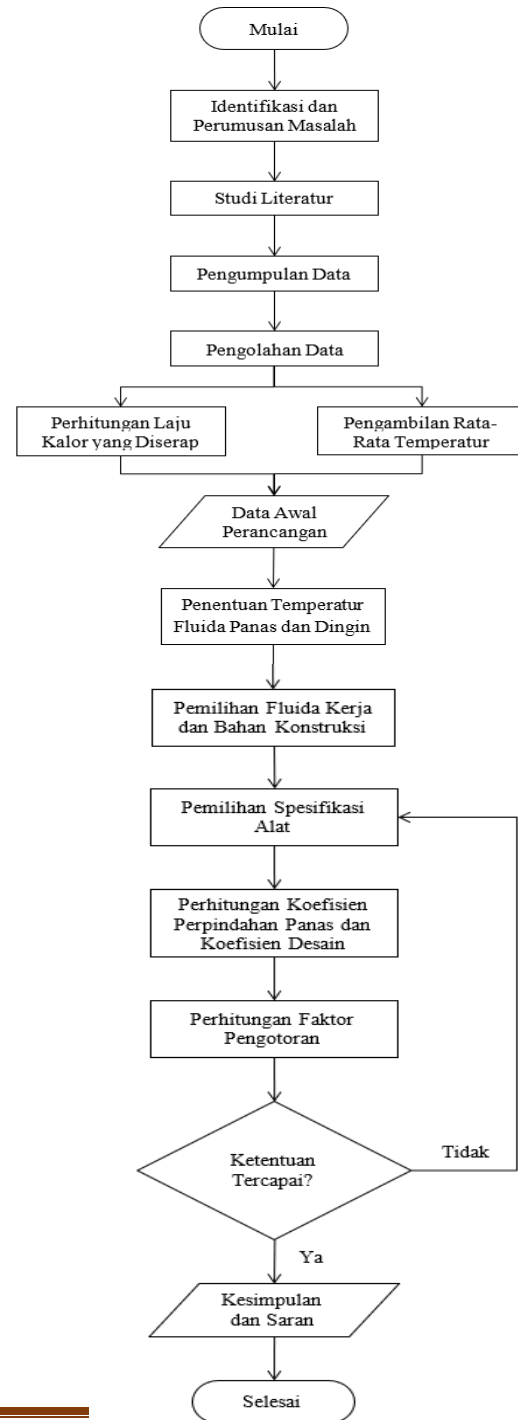 Mulai
Identifikasi dan
Perumusan Masalah
Studi Literatur
Pengumpulan Data
Pengolahan Data
Perhitungan Laju
Kalor yang Diserap
Pengambilan Rata-
Rata Temperatur
Data Awal
Perancangan
Penentuan Temperatur
Fluida Panas dan Dingin
Pemilihan Fluida Kerja
dan Bahan Konstruksi
Pemilihan Spesifikasi
Alat
Perhitungan Koefisien
Perpindahan Panas dan
Koefisien Desain
Perhitungan Faktor
Pengotoran
Ketentuan
Tercapai?
Tidak
Ya
Kesimpulan
dan Saran
Selesai